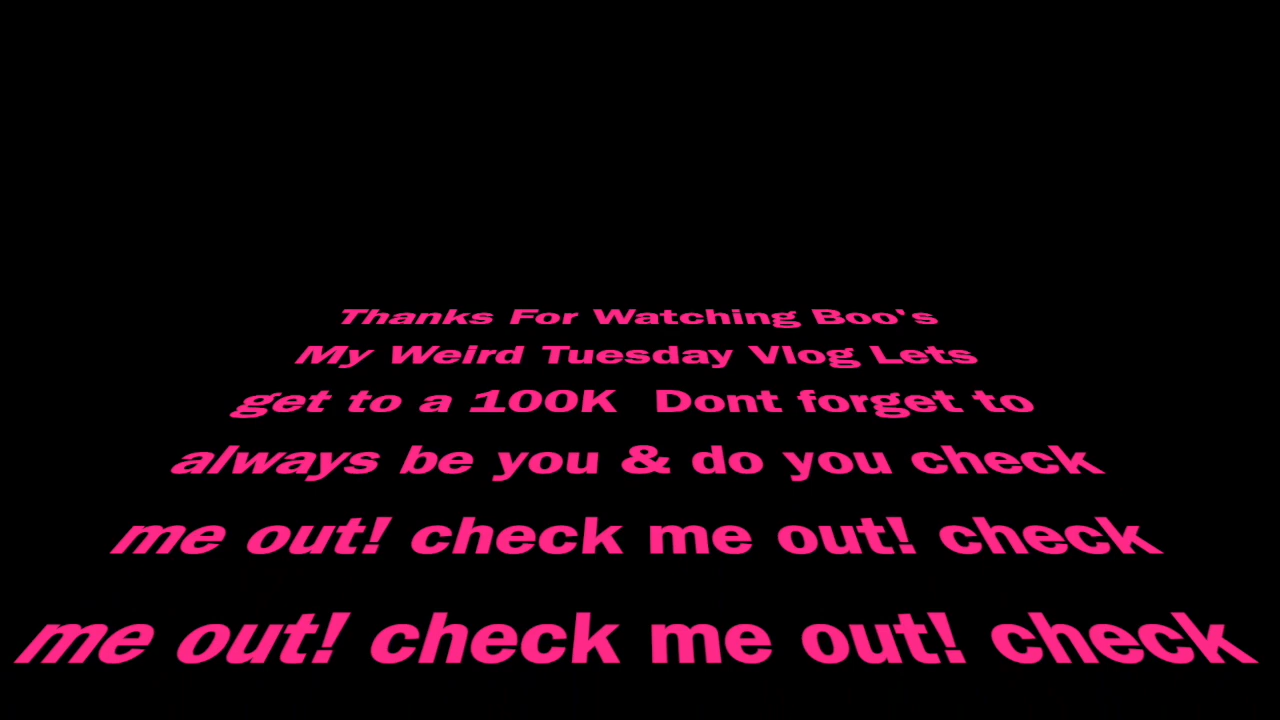 Thanks For Watching Boo's
My Weird Tuesday Vlog Lets
get to a 100K  Dont forget to
always be you & do you check
me out! check me out! check
me out! check me out! check